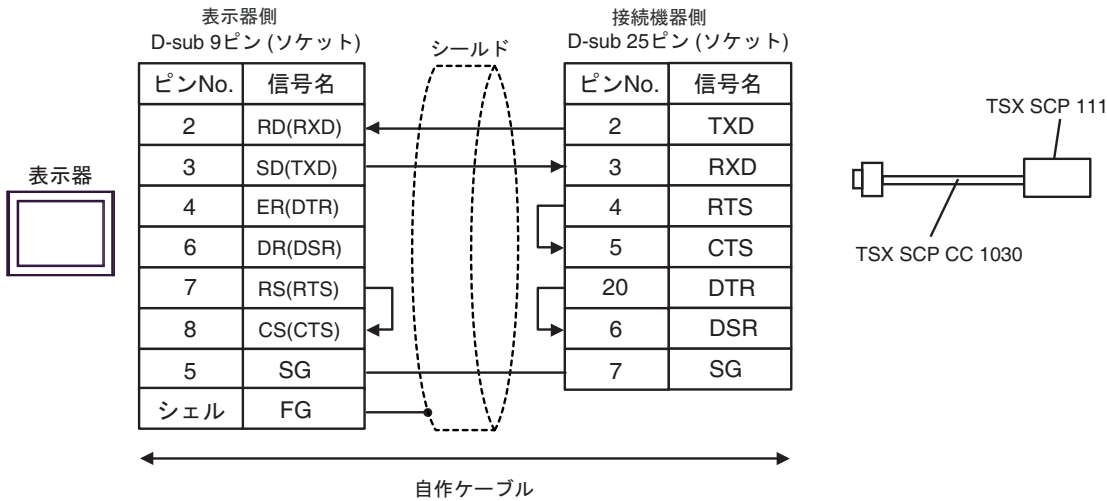 表示器側
D-sub 9ピン (ソケット)
シールド
接続機器側
D-sub 25ピン (ソケット)
ピンNo. 信号名
2 RD(RXD)
3 SD(TXD)
4 ER(DTR)
6 DR(DSR)
7 RS(RTS)
8 CS(CTS)
5 SG
シェル FG
ピンNo. 信号名
2 TXD
3 RXD
4 RTS
5 CTS
20 DTR
6 DSR
7 SG
表示器
TSX SCP 111
TSX SCP CC 1030
自作ケーブル